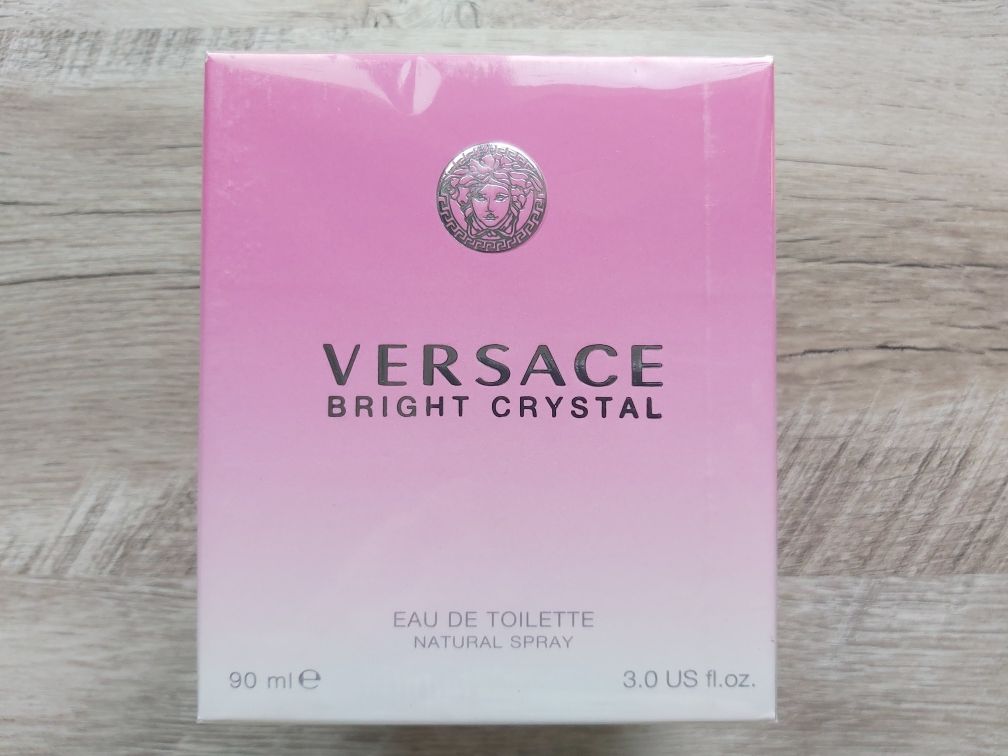 VERSACE
BRIGHT CRYSTAL
EAU DE TOILETTE
NATURAL SPRAY
90 ml ℮
3.0 US fl.oz.